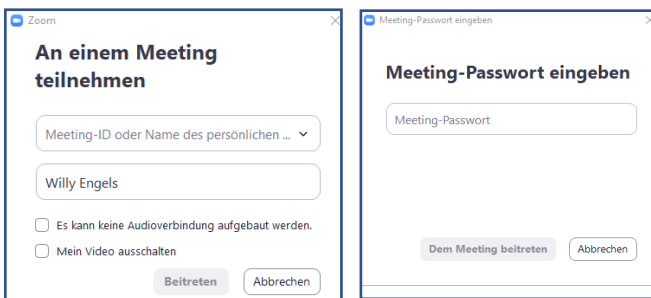 Zoom
An einem Meeting
teilnehmen
Meeting-ID oder Name des persönlichen ...
Willy Engels
Es kann keine Audioverbindung aufgebaut werden.
Mein Video ausschalten
Beitreten
Abbrechen
Meeting-Passwort eingeben
Meeting-Passwort eingeben
Meeting-Passwort
Dem Meeting beitreten
Abbrechen